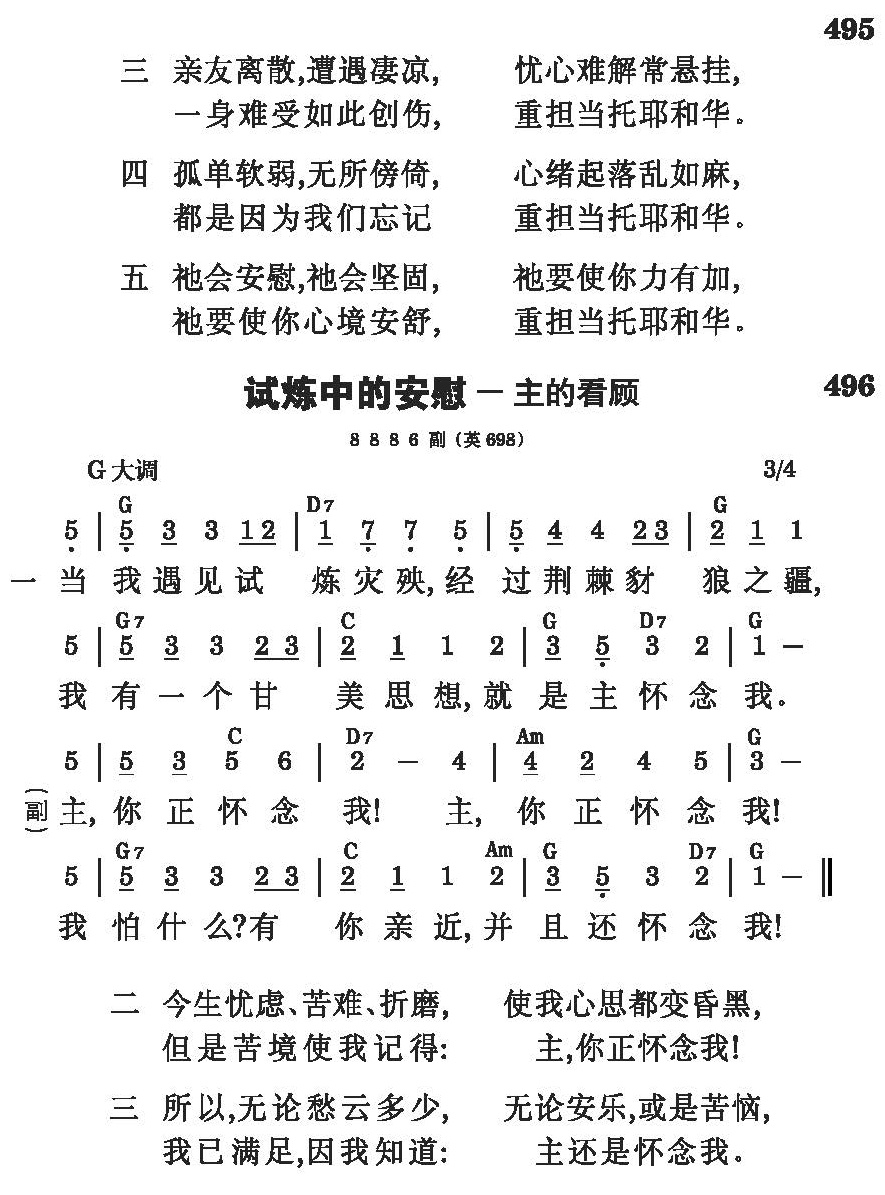 495
三 亲友离散,遭遇凄凉, 忧心难解常悬挂,
一身难受如此创伤, 重担当托耶和华。
四 孤单软弱,无所傍倚, 心绪起落乱如麻,
都是因为我们忘记 重担当托耶和华。
五 祂会安慰,祂会坚固, 祂要使你力有加,
祂要使你心境安舒, 重担当托耶和华。
试炼中的安慰－主的看顾 496
8 8 8 6 副(英698)
G大调 3/4
G D7 G
5 | 5 3 3 1 2 | 1 7 7 5 | 5 4 4 2 3 | 2 1 1
一 当我遇见试 炼灾殃,经 过荆棘豺 狼之疆,
G7 C G D7 G
5 | 5 3 3 2 3 | 2 1 1 2 | 3 5 3 2 | 1 －
我 有一个甘 美思想,就 是主怀念 我。
C D7 Am G
5 | 5 3 5 6 | 2 － 4 | 4 2 4 5 | 3 －
(副) 主, 你正怀念 我! 主, 你正怀念 我!
G7 C Am G D7 G
5 | 5 3 3 2 3 | 2 1 1 2 | 3 5 3 2 | 1 － ‖
我 怕什么?有 你亲近,并 且还怀念 我!
二 今生忧虑、苦难、折磨, 使我心思都变昏黑,
但是苦境使我记得: 主,你正怀念我!
三 所以,无论愁云多少, 无论安乐,或是苦恼,
我已满足,因我知道: 主还是怀念我。